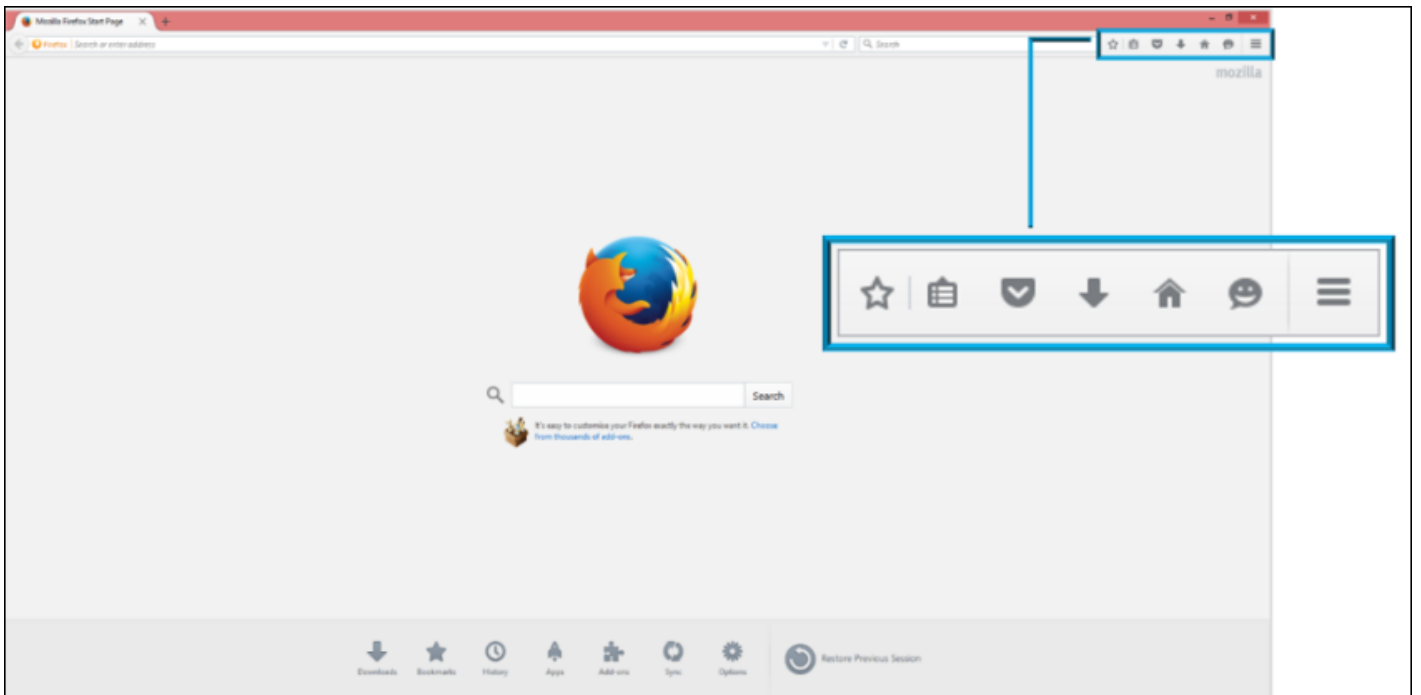 Mozilla Firefox Start Page
Firefox Search or enter address
Search
mozilla
Search
It's easy to customise your Firefox exactly the way you want it. Choose
from thousands of add-ons.
Downloads Bookmarks History Apps Add-ons Sync Options Restore Previous Session